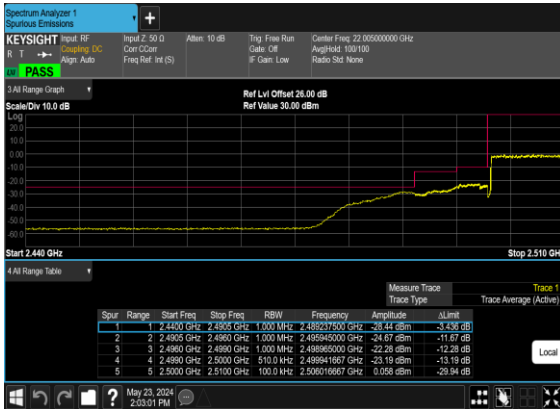 Spectrum Analyzer 1
Spurious Emissions
+
KEYSIGHT Input: RF Input Z: 50 Ω Atten: 10 dB Trig: Free Run Center Freq: 22.005000000 GHz
R T Coupling: DC Corr CCorr Gate: Off Avg|Hold: 100/100
Align: Auto Freq Ref: Int (S) IF Gain: Low Radio Std: None
PASS
3 All Range Graph
Ref Lvl Offset 26.00 dB
Scale/Div 10.0 dB Ref Value 30.00 dBm
Log
20.0
10.0
0.00
-10.0
-20.0
-30.0
-40.0
-50.0
-60.0
Start 2.440 GHz Stop 2.510 GH
4 All Range Table
Measure Trace Trace 1
Trace Type Trace Average (Active)
Spur Range Start Freq Stop Freq RBW Frequency Amplitude ΔLimit
1 1 2.4400 GHz 2.4905 GHz 1.000 MHz 2.489237500 GHz -28.44 dBm -3.436 dB
2 2 2.4905 GHz 2.4960 GHz 1.000 MHz 2.495945000 GHz -24.67 dBm -11.67 dB
3 3 2.4960 GHz 2.4990 GHz 1.000 MHz 2.498965000 GHz -22.28 dBm -12.28 dB
4 4 2.4990 GHz 2.5000 GHz 510.0 kHz 2.499941667 GHz -23.19 dBm -13.19 dB
5 5 2.5000 GHz 2.5100 GHz 100.0 kHz 2.506016667 GHz 0.058 dBm -29.94 dB
Local
? May 23, 2024
2:03:01 PM